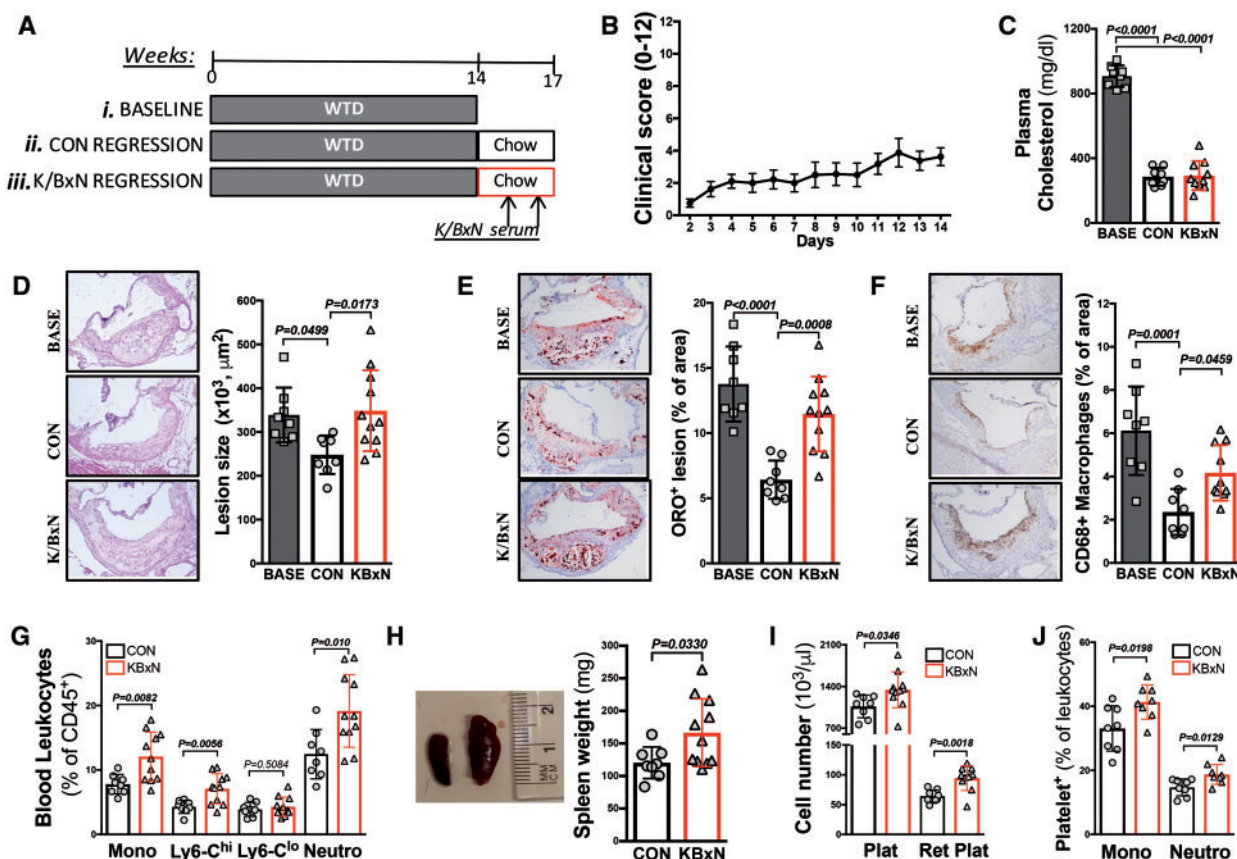 A
Weeks:
0 14 17
i. BASELINE WTD
ii. CON REGRESSION WTD Chow
iii. K/BxN REGRESSION WTD Chow
K/BxN serum
B
Clinical score (0-12)
12
10
8
6
4
2
0
2 3 4 5 6 7 8 9 10 11 12 13 14
Days
C
Plasma
Cholesterol (mg/dl)
1200
900
400
200
0
P<0.0001 P<0.0001
BASE CON KBxN
D
BASE
CON
K/BxN
Lesion size (x10³, μm²)
600
500
400
300
200
100
0
P=0.0173
P=0.0499
BASE CON KBxN
E
BASE
CON
K/BxN
ORO⁺ lesion (% of area)
20
15
10
5
0
P<0.0001
P=0.0008
BASE CON KBxN
F
BASE
CON
K/BxN
CD68+ Macrophages (% of area)
12
10
8
6
4
2
0
P=0.0001
P=0.0459
BASE CON KBxN
G
Blood Leukocytes
(% of CD45⁺)
30
20
10
0
CON
KBxN
P=0.010
P=0.0082
P=0.0056
P=0.5084
Mono Ly6-Cʰⁱ Ly6-Cˡᵒ Neutro
H
MM
CM
1
2
Spleen weight (mg)
300
200
100
0
P=0.0330
CON KBxN
I
Cell number (10³/μl)
2100
1400
700
150
100
50
0
CON
KBxN
P=0.0346
P=0.0018
Plat Ret Plat
J
Platelet⁺ (% of leukocytes)
60
40
20
0
CON
KBxN
P=0.0198
P=0.0129
Mono Neutro